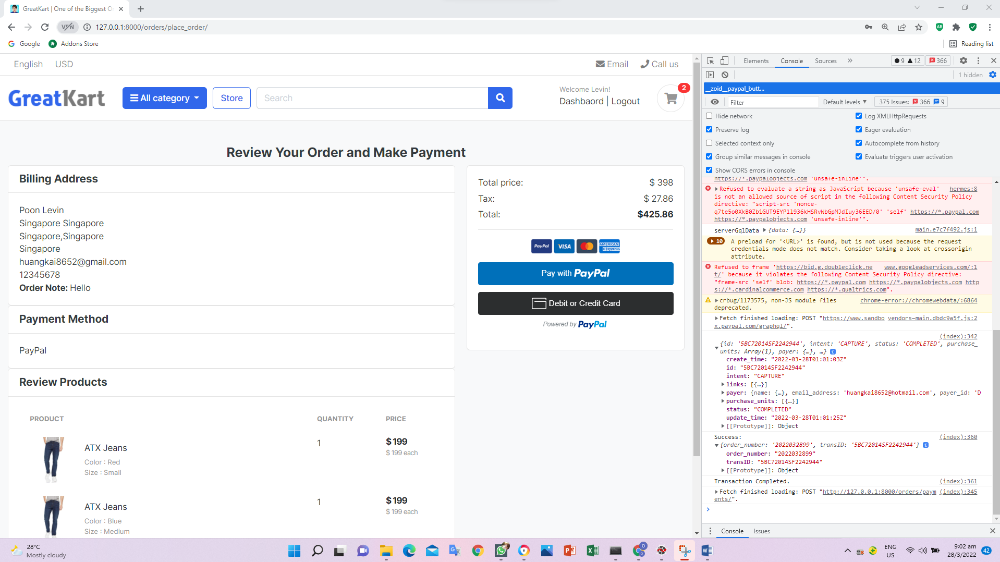 GreatKart | One of the Biggest O
VPN
127.0.0.1:8000/orders/place_order/
Google
Addons Store
Reading list
English
USD
Email
Call us
GreatKart
All category
Store
Search
Welcome Levin!
Dashbaord | Logout
2
Review Your Order and Make Payment
Billing Address
Poon Levin
Singapore Singapore
Singapore,Singapore
Singapore
huangkai8652@gmail.com
12345678
Order Note: Hello
Payment Method
PayPal
Review Products
PRODUCT
QUANTITY
PRICE
ATX Jeans
Color : Red
Size : Small
1
$ 199
$ 199 each
ATX Jeans
Color : Blue
Size : Medium
1
$ 199
$ 199 each
Total price:
$ 398
Tax:
$ 27.86
Total:
$425.86
PayPal
VISA
AMERICAN EXPRESS
Pay with PayPal
Debit or Credit Card
Powered by PayPal
Elements
Console
Sources
9
12
366
1 hidden
__zoid__paypal_butt...
Filter
Default levels
375 Issues:
366
9
Hide network
Log XMLHttpRequests
Preserve log
Eager evaluation
Selected context only
Autocomplete from history
Group similar messages in console
Evaluate triggers user activation
Show CORS errors in console
https://*.paypalobjects.com 'unsafe-inline'".
Refused to evaluate a string as JavaScript because 'unsafe-eval' hermes:8
is not an allowed source of script in the following Content Security Policy
directive: "script-src 'nonce-
q7te5o0XkB0Zb1GUT9EYP1l936kHSRvWbGpMJdIuy36EED/0' 'self' https://*.paypal.com
https://*.paypalobjects.com 'unsafe-inline'".
serverGqlData {data: {…}} main.e7c7f492.js:1
10 A preload for '<URL>' is found, but is not used because the request
credentials mode does not match. Consider taking a look at crossorigin
attribute.
Refused to frame 'https://bid.g.doubleclick.ne www.googleadservices.com/:1
t/' because it violates the following Content Security Policy directive:
"frame-src 'self' blob: https://*.paypal.com https://*.paypalobjects.com http
s://*.cardinalcommerce.com https://*.qualtrics.com".
crbug/1173575, non-JS module files chrome-error://chromewebdata/:6864
deprecated.
Fetch finished loading: POST "https://www.sandbo vendors~main.dbdc9a5f.js:2
x.paypal.com/graphql/".
(index):342
{id: '5BC72014SF2242944', intent: 'CAPTURE', status: 'COMPLETED', purchase_
units: Array(1), payer: {…}, …}
create_time: "2022-03-28T01:01:03Z"
id: "5BC72014SF2242944"
intent: "CAPTURE"
links: [{…}]
payer: {name: {…}, email_address: 'huangkai8652@hotmail.com', payer_id: 'D
purchase_units: [{…}]
status: "COMPLETED"
update_time: "2022-03-28T01:01:25Z"
[[Prototype]]: Object
Success: (index):360
{order_number: '2022032899', transID: '5BC72014SF2242944'}
order_number: "2022032899"
transID: "5BC72014SF2242944"
[[Prototype]]: Object
Transaction Completed. (index):361
Fetch finished loading: POST "http://127.0.0.1:8000/orders/paym (index):345
ents/".
Console
Issues
28°C
Mostly cloudy
0
ENG
US
9:02 am
28/3/2022
42